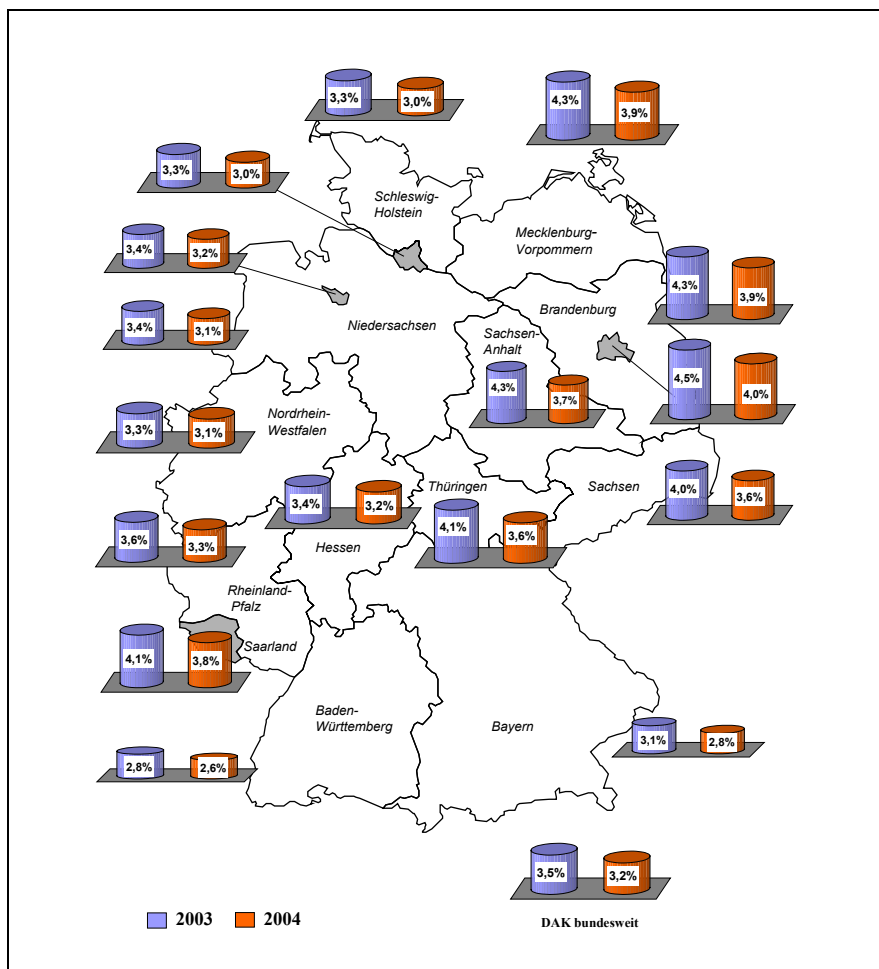 3,3% 3,0%
4,3% 3,9%
3,3% 3,0%
Schleswig-
Holstein
Mecklenburg-
Vorpommern
3,4% 3,2%
4,3% 3,9%
Brandenburg
3,4% 3,1%
Niedersachsen
Sachsen-
Anhalt
4,5% 4,0%
4,3% 3,7%
3,3% 3,1%
Nordrhein-
Westfalen
4,0% 3,6%
Sachsen
Thüringen
3,4% 3,2%
4,1% 3,6%
3,6% 3,3%
Hessen
Rheinland-
Pfalz
Saarland
4,1% 3,8%
Baden-
Württemberg
Bayern
3,1% 2,8%
2,8% 2,6%
3,5% 3,2%
2003 2004
DAK bundesweit